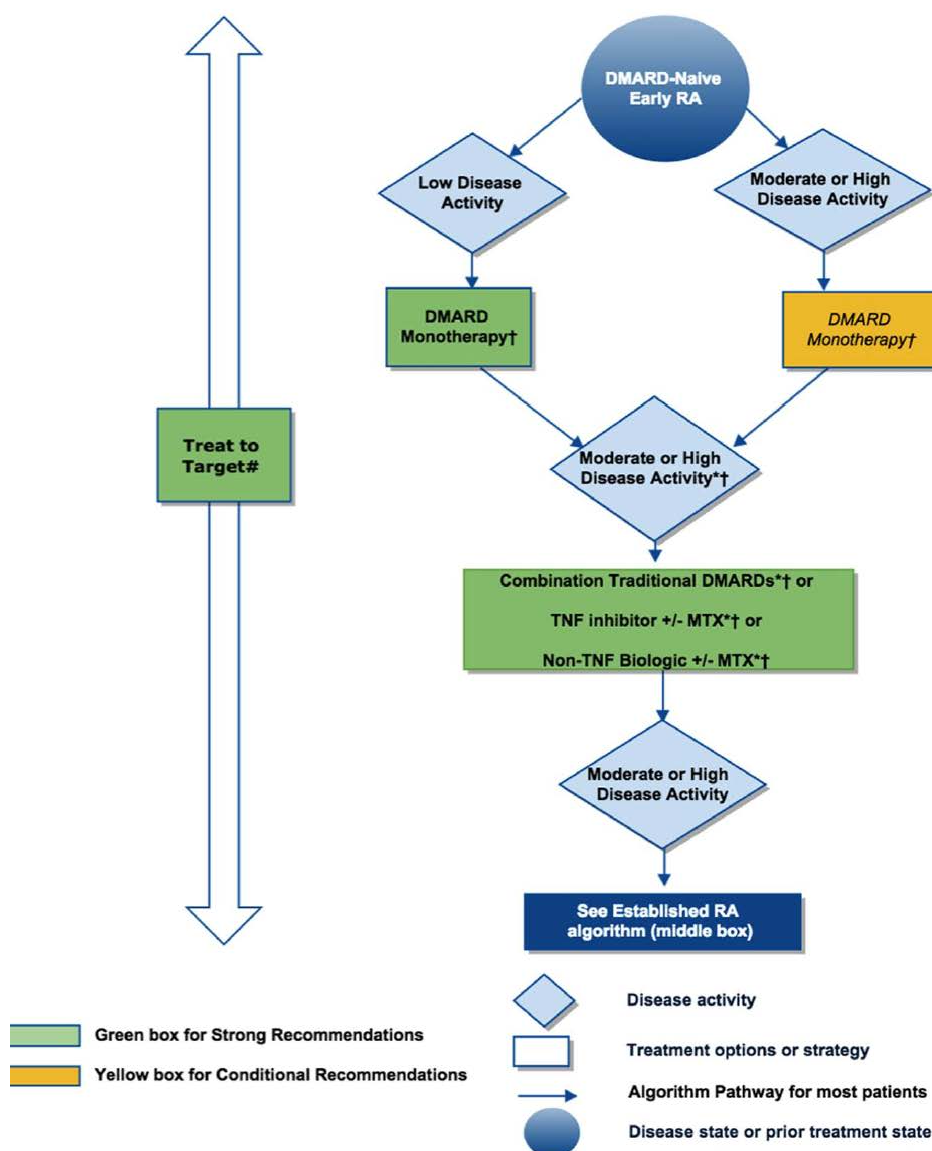 DMARD-Naive
Early RA
Low Disease
Activity
Moderate or High
Disease Activity
DMARD
Monotherapy†
DMARD
Monotherapy†
Treat to
Target#
Moderate or High
Disease Activity*†
Combination Traditional DMARDs*† or
TNF inhibitor +/- MTX*† or
Non-TNF Biologic +/- MTX*†
Moderate or High
Disease Activity
See Established RA
algorithm (middle box)
Disease activity
Green box for Strong Recommendations
Treatment options or strategy
Yellow box for Conditional Recommendations
Algorithm Pathway for most patients
Disease state or prior treatment state